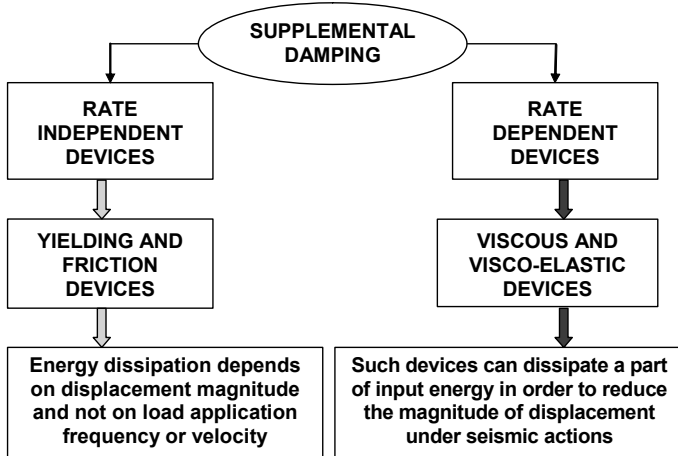 SUPPLEMENTAL
DAMPING
RATE
INDEPENDENT
DEVICES
RATE
DEPENDENT
DEVICES
YIELDING AND
FRICTION
DEVICES
VISCOUS AND
VISCO-ELASTIC
DEVICES
Energy dissipation depends
on displacement magnitude
and not on load application
frequency or velocity
Such devices can dissipate a part
of input energy in order to reduce
the magnitude of displacement
under seismic actions